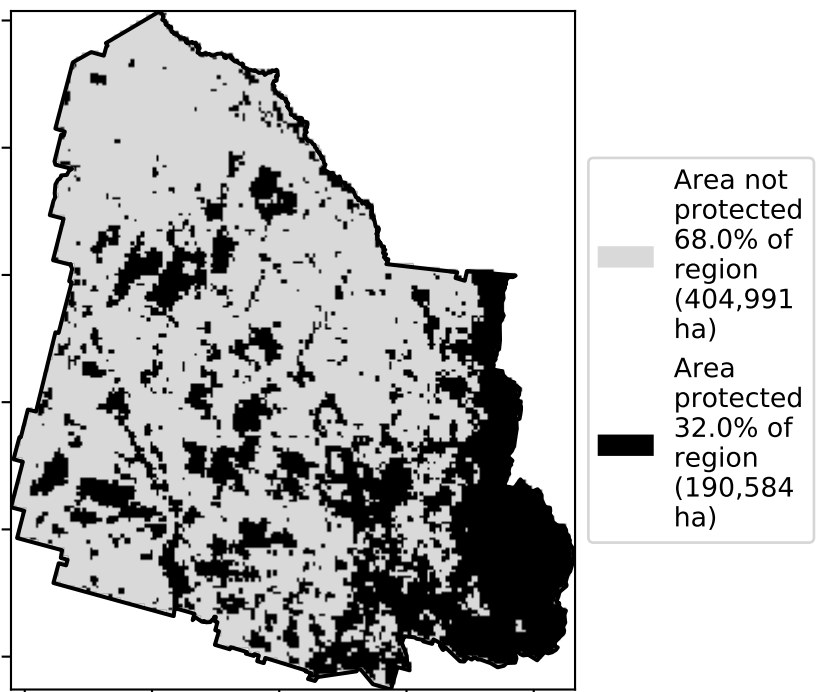 Area not
protected
68.0% of
region
(404,991
ha)
Area
protected
32.0% of
region
(190,584
ha)